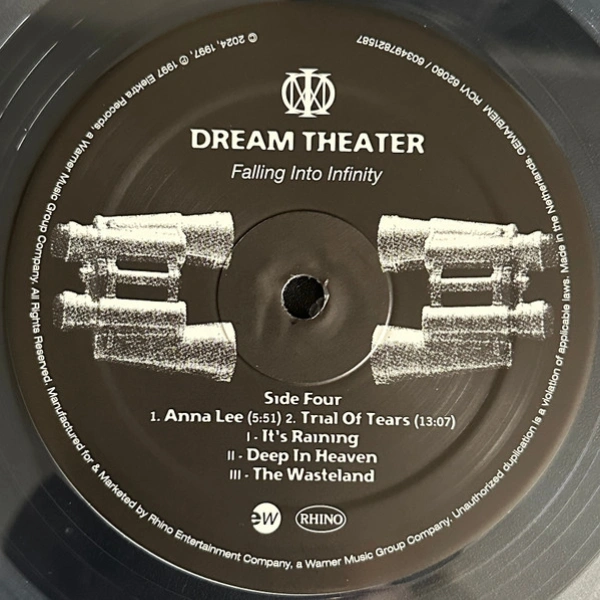 DREAM THEATER
Falling Into Infinity
Side Four
1. Anna Lee (5:51) 2. Trial Of Tears (13:07)
I - It's Raining
II - Deep In Heaven
III - The Wasteland
ew RHINO
℗ 2024, 1997, ℗ 1997 Elektra Records, a Warner Music Group Company. All Rights Reserved. Manufactured for & Marketed by Rhino Entertainment Company, a Warner Music Group Company. Unauthorized duplication is a violation of applicable laws. Made in the Netherlands. GEMA/BIEM RCV1 62060 / 603497821587